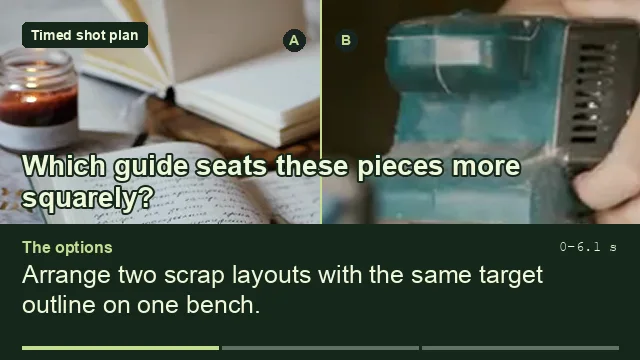 Timed shot plan
A
B
Which guide seats these pieces more
squarely?
The options
0–6.1 s
Arrange two scrap layouts with the same target
outline on one bench.